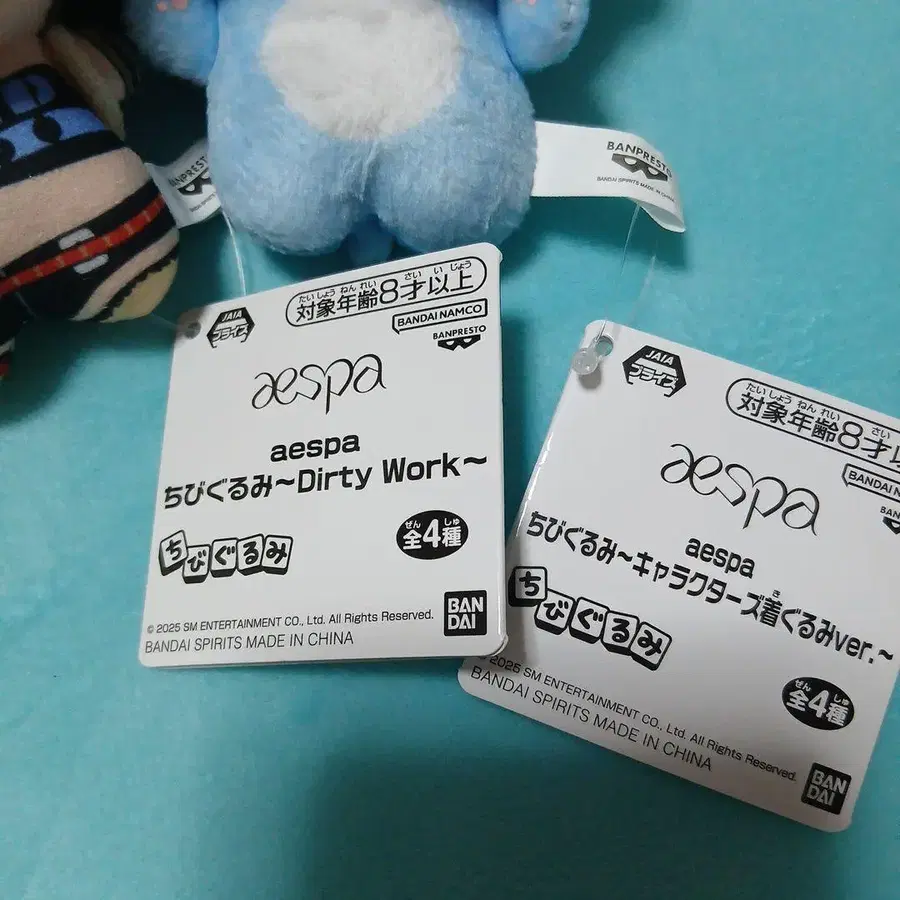 BANPRESTO
BANDAI SPIRITS MADE IN CHINA
BANPRESTO
JAIA
プライズ
たいしょうねんれい さいいじょう
対象年齢8才以上
BANDAI NAMCO
BANPRESTO
aespa
aespa
ちびぐるみ～Dirty Work～
ちびぐるみ
ぜん しゅ
全4種
© 2025 SM ENTERTAINMENT CO., Ltd. All Rights Reserved.
BANDAI SPIRITS MADE IN CHINA
BAN
DAI
JAIA
プライズ
たいしょうねんれい さい
対象年齢8才以
BANDAI N
BAN
aespa
aespa
き
ちびぐるみ～キャラクターズ着ぐるみver.～
ちびぐるみ
ぜん しゅ
全4種
© 2025 SM ENTERTAINMENT CO., Ltd. All Rights Reserved.
BANDAI SPIRITS MADE IN CHINA
BAN
DAI